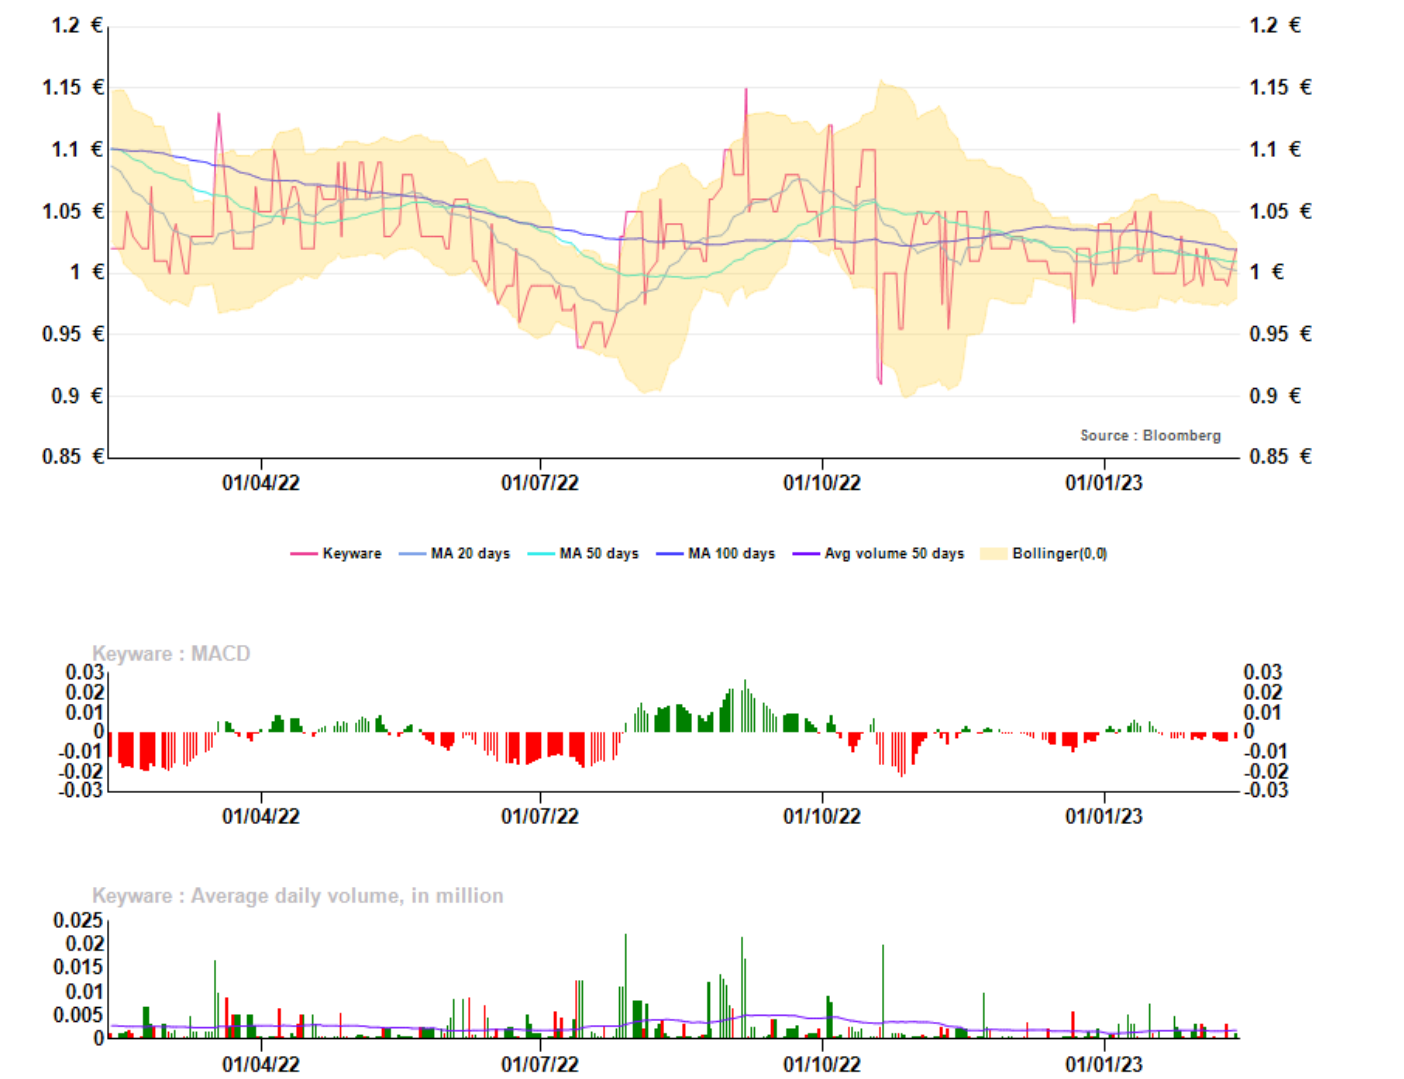 1.2 € 1.2 €
1.15 € 1.15 €
1.1 € 1.1 €
1.05 € 1.05 €
1 € 1 €
0.95 € 0.95 €
0.9 € 0.9 €
Source : Bloomberg
0.85 € 0.85 €
01/04/22 01/07/22 01/10/22 01/01/23
Keyware MA 20 days MA 50 days MA 100 days Avg volume 50 days Bollinger(0,0)
Keyware : MACD
0.03 0.03
0.02 0.02
0.01 0.01
0 0
-0.01 -0.01
-0.02 -0.02
-0.03 -0.03
01/04/22 01/07/22 01/10/22 01/01/23
Keyware : Average daily volume, in million
0.025
0.02
0.015
0.01
0.005
0
01/04/22 01/07/22 01/10/22 01/01/23